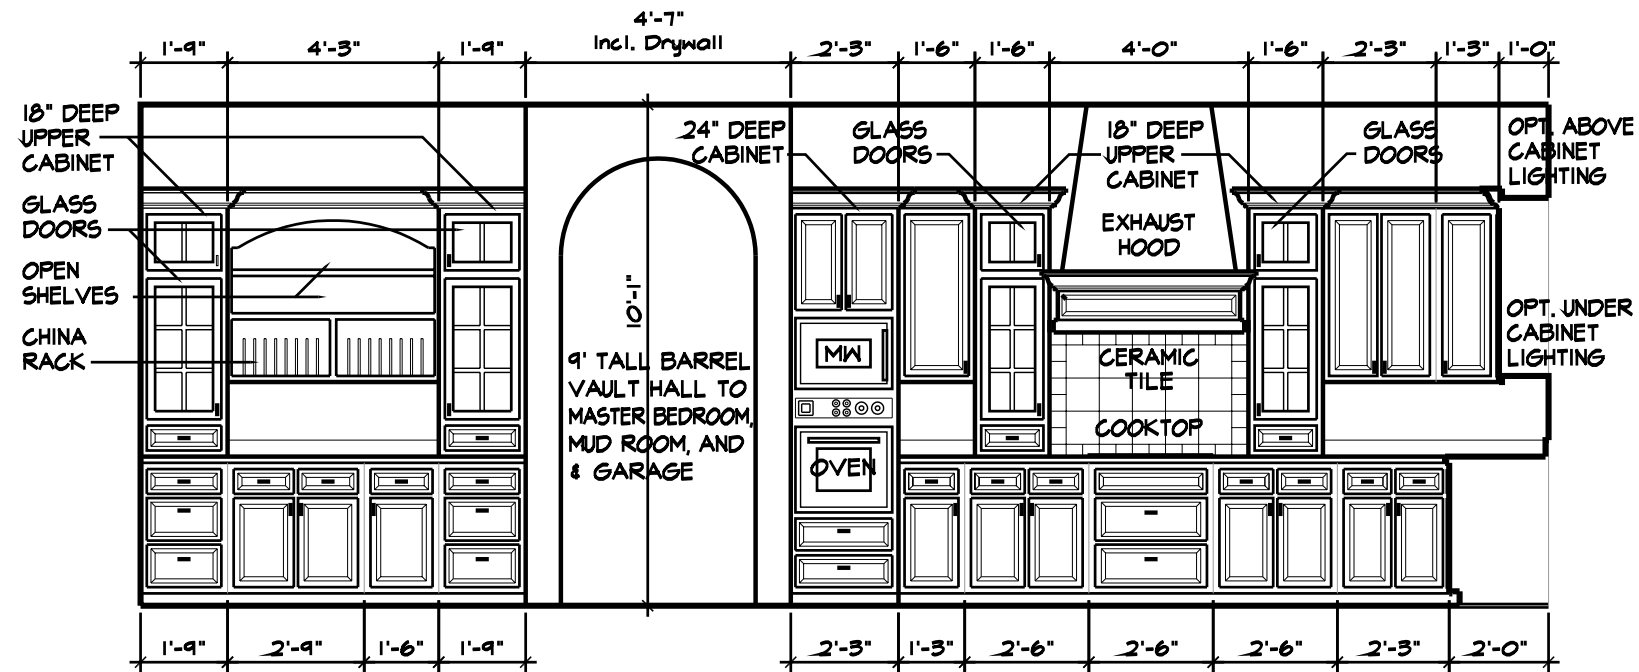 4'-7"
Incl. Drywall
1'-9" 4'-3" 1'-9" 2'-3" 1'-6" 1'-6" 4'-0" 1'-6" 2'-3" 1'-3" 1'-0"
18" DEEP
UPPER
CABINET
GLASS
DOORS
OPEN
SHELVES
CHINA
RACK
10'-1"
9' TALL BARREL
VAULT HALL TO
MASTER BEDROOM,
MUD ROOM, AND
& GARAGE
24" DEEP
CABINET
GLASS
DOORS
18" DEEP
UPPER
CABINET
EXHAUST
HOOD
GLASS
DOORS
OPT. ABOVE
CABINET
LIGHTING
MW
OVEN
CERAMIC
TILE
COOKTOP
OPT. UNDER
CABINET
LIGHTING
1'-9" 2'-9" 1'-6" 1'-9" 2'-3" 1'-3" 2'-6" 2'-6" 2'-6" 2'-3" 2'-0"